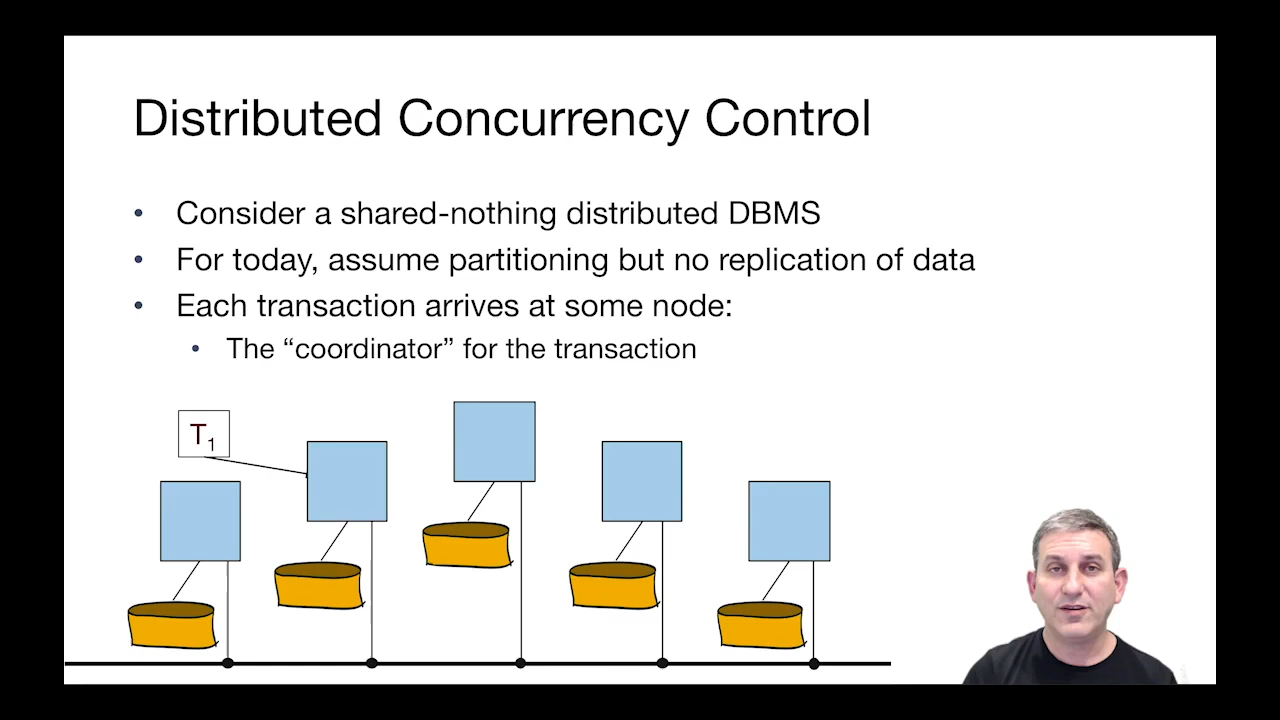 Distributed Concurrency Control
• Consider a shared-nothing distributed DBMS
• For today, assume partitioning but no replication of data
• Each transaction arrives at some node:
• The “coordinator” for the transaction
T1